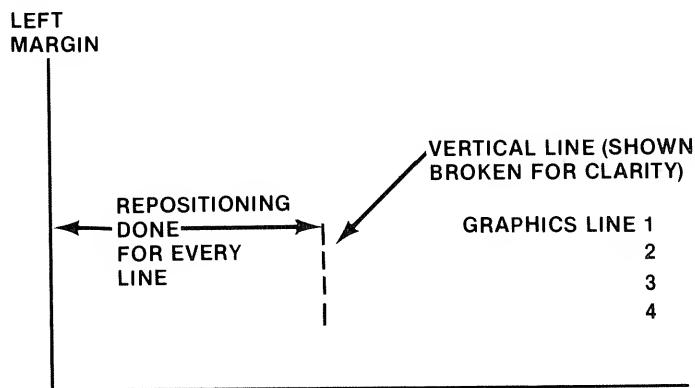 LEFT
MARGIN
VERTICAL LINE (SHOWN
BROKEN FOR CLARITY)
REPOSITIONING
DONE
FOR EVERY
LINE
GRAPHICS LINE 1
2
3
4